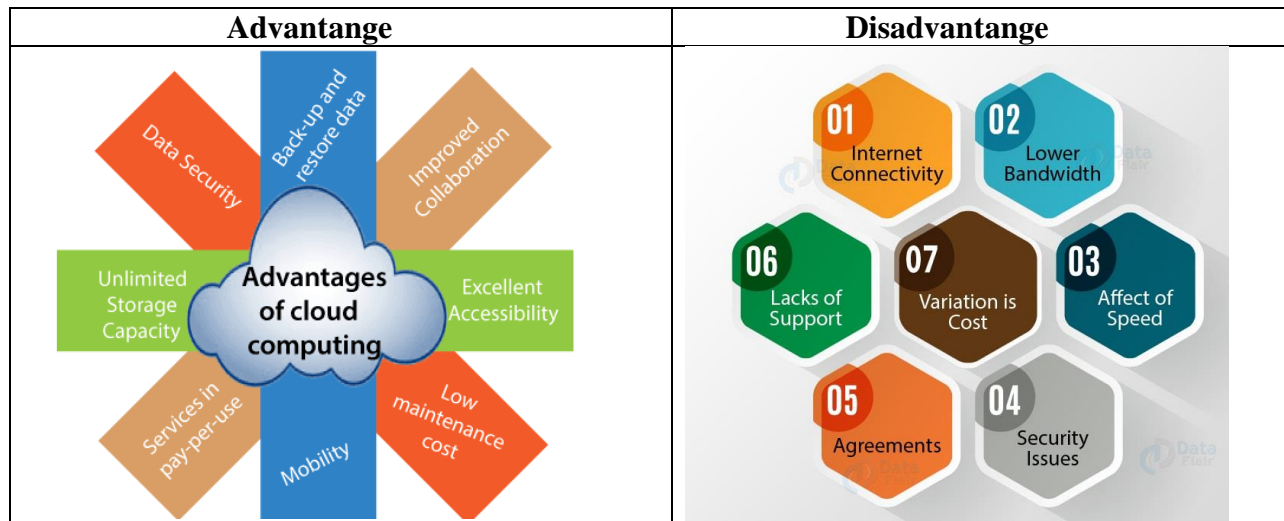 Advantange
Disadvantange
Back-up and
restore data
Improved
Collaboration
Excellent
Accessibility
Low
maintenance
cost
Mobility
Services in
pay-per-use
Unlimited
Storage
Capacity
Data Security
Advantages
of cloud
computing
01
Internet
Connectivity
02
Lower
Bandwidth
03
Affect of
Speed
04
Security
Issues
05
Agreements
06
Lacks of
Support
07
Variation is
Cost
Data
Flair